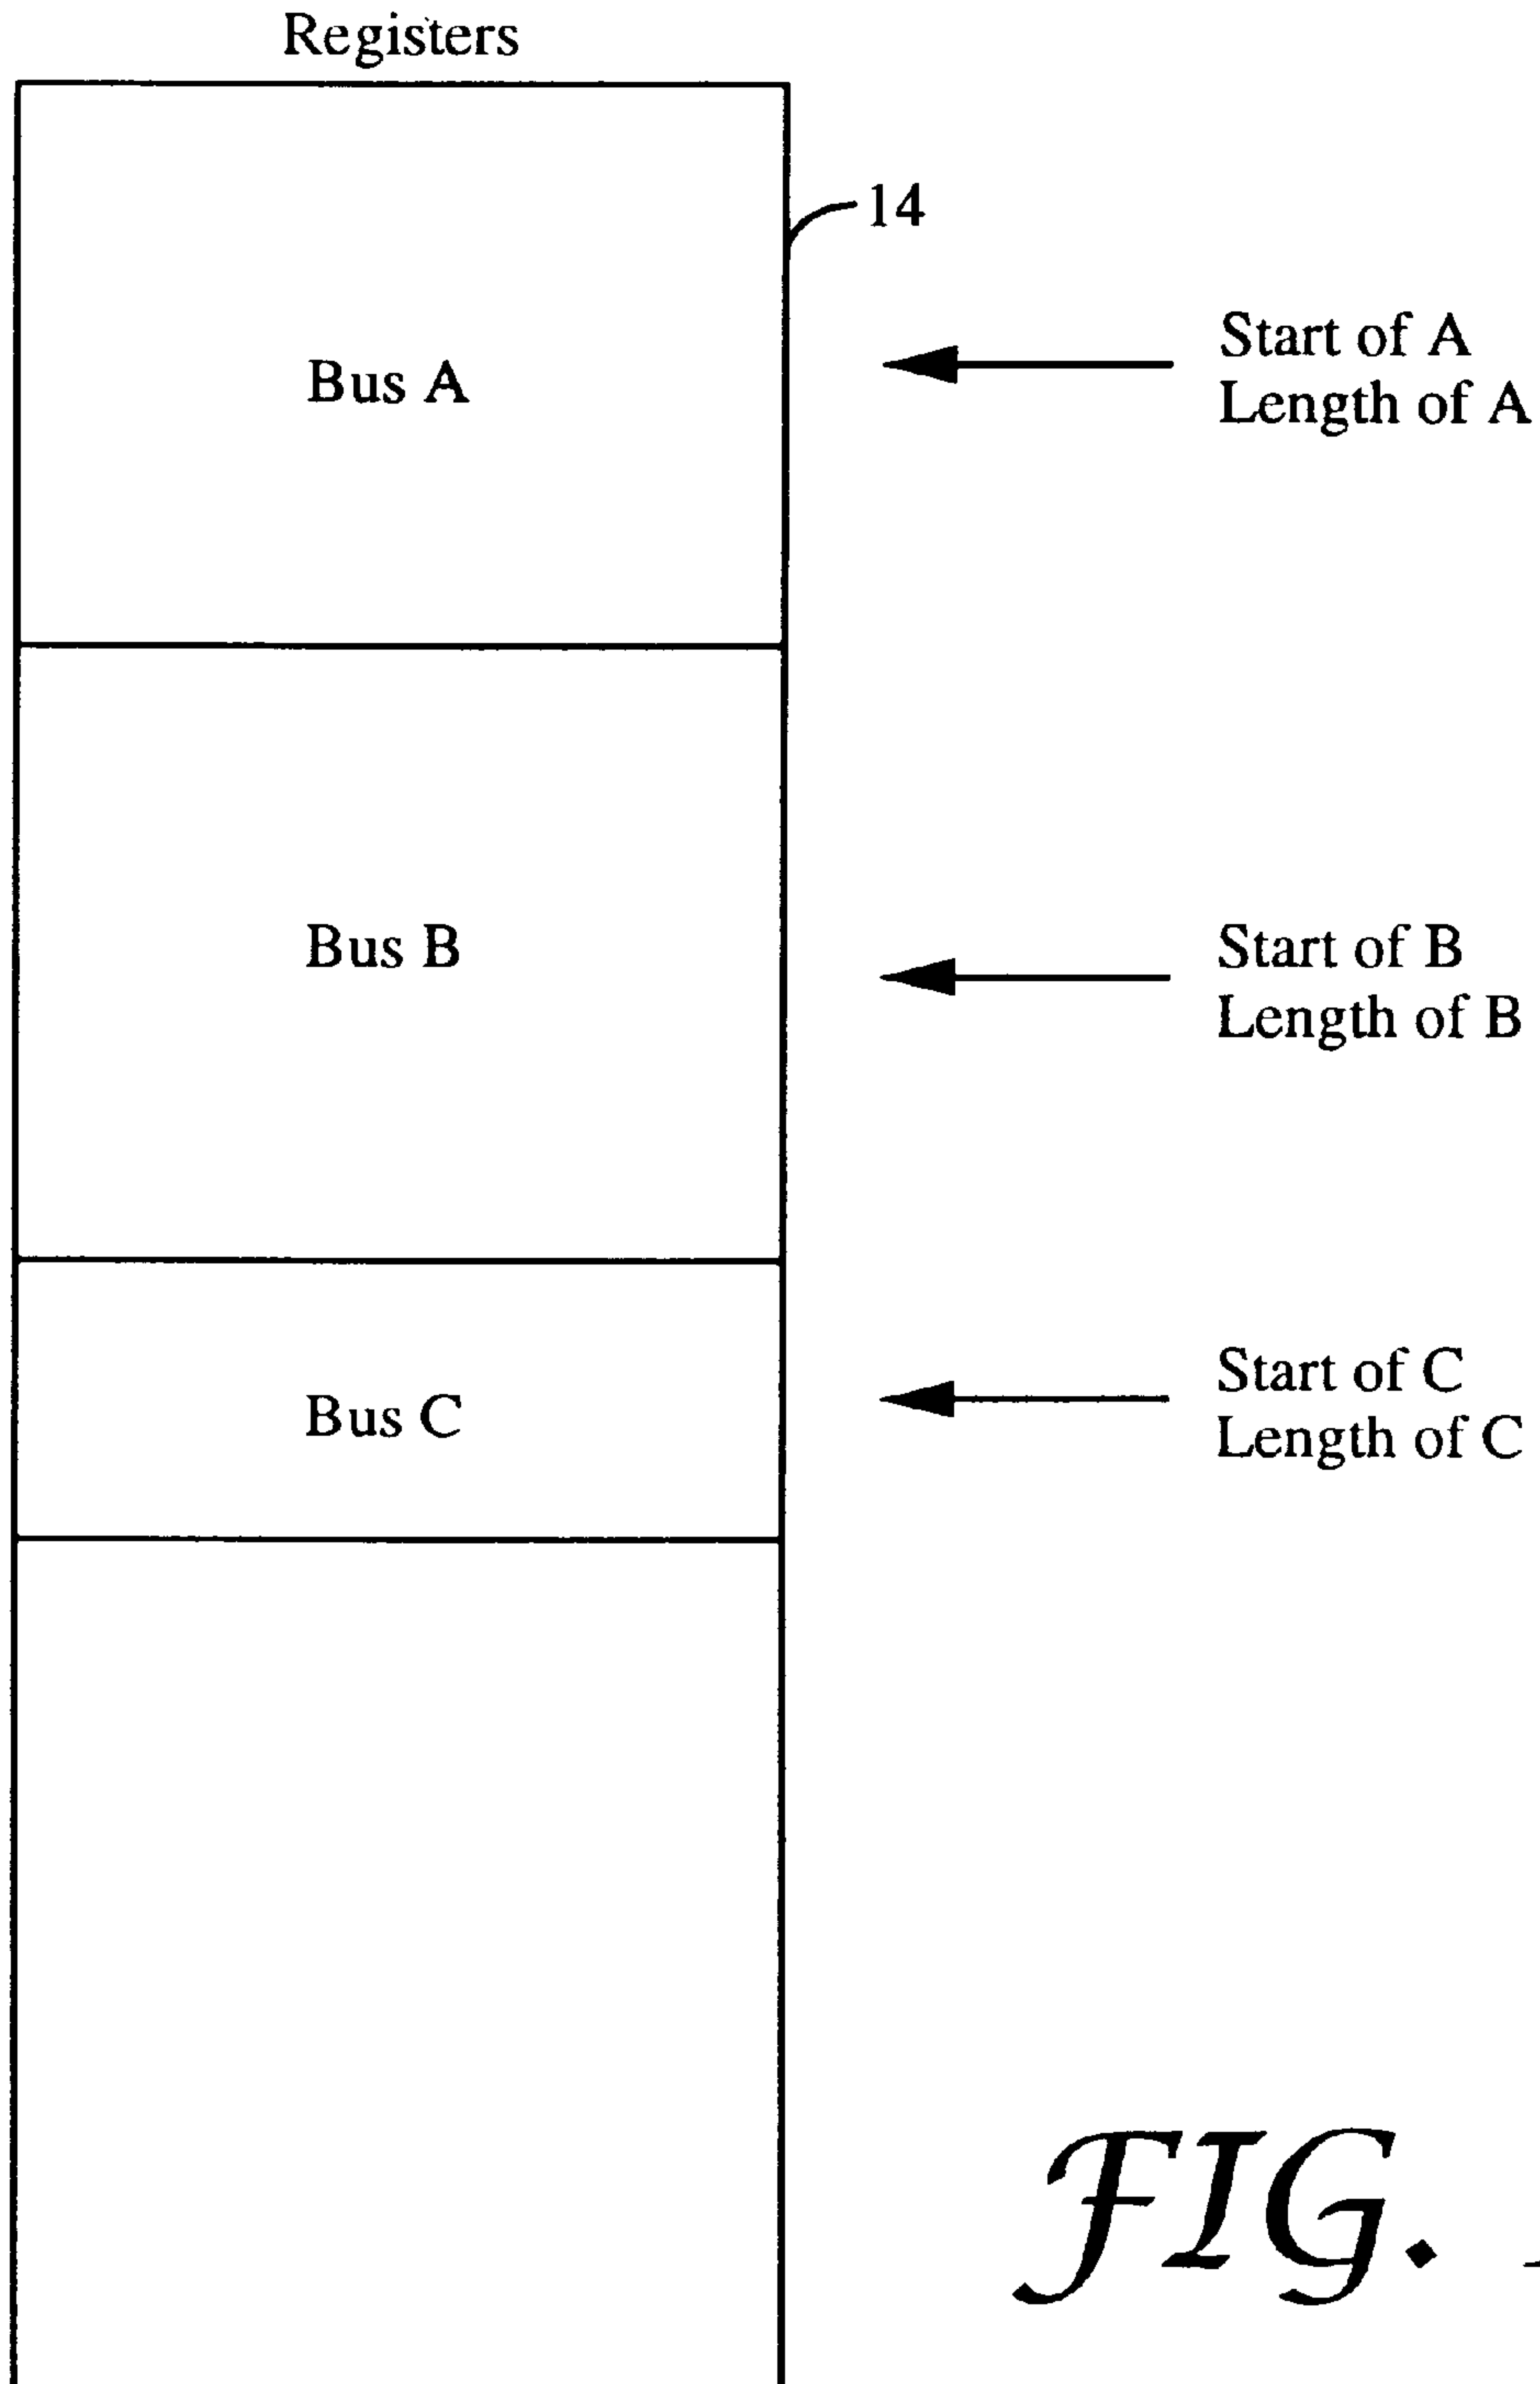 Registers
14
Bus A
Start of A
Length of A
Bus B
Start of B
Length of B
Bus C
Start of C
Length of C
FIG.